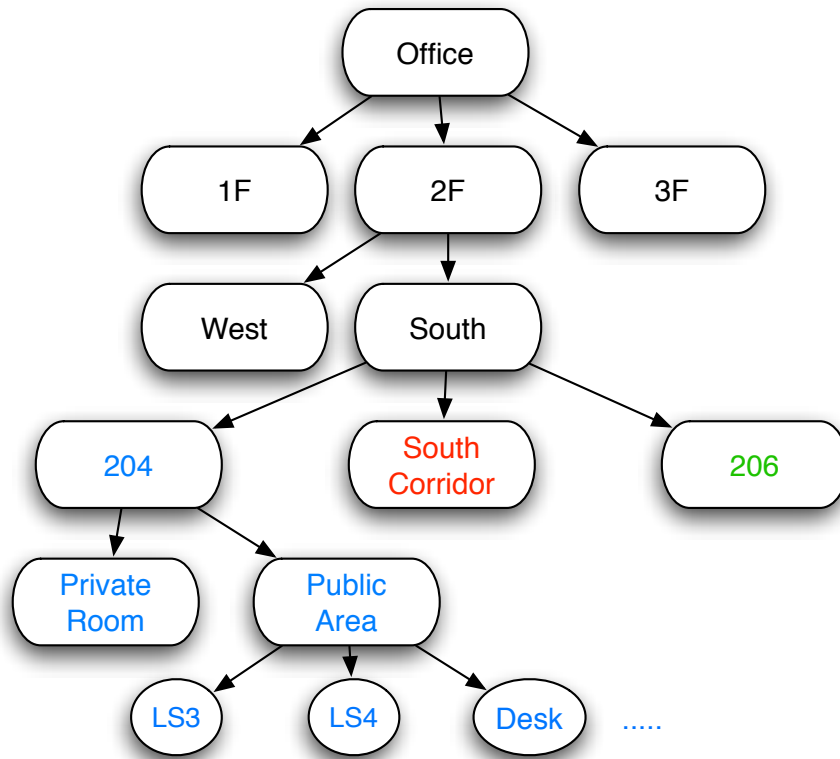 Office
1F
2F
3F
West
South
204
South
Corridor
206
Private
Room
Public
Area
LS3
LS4
Desk
.....